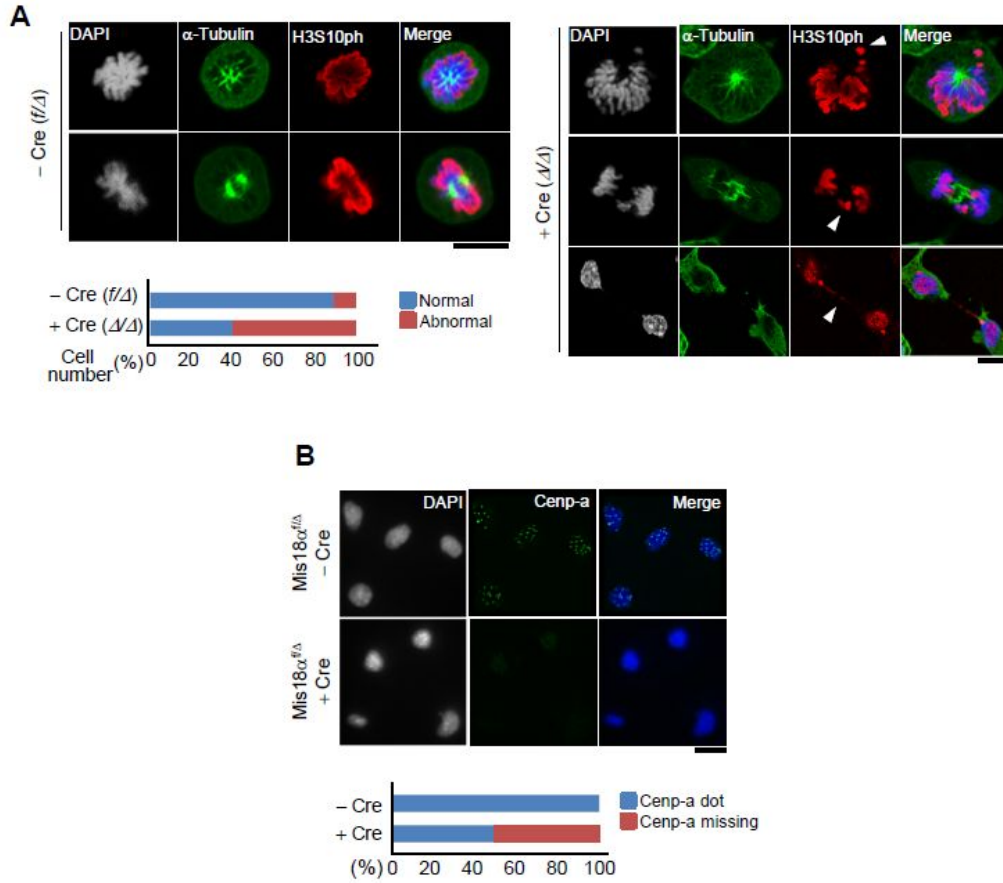 A
DAPI α-Tubulin H3S10ph Merge
– Cre (f/Δ)
DAPI α-Tubulin H3S10ph Merge
+ Cre (Δ/Δ)
– Cre (f/Δ)
+ Cre (Δ/Δ)
Cell number (%) 0 20 40 60 80 100
Normal
Abnormal
B
DAPI Cenp-a Merge
Mis18α^f/Δ
– Cre
Mis18α^f/Δ
+ Cre
– Cre
+ Cre
(%) 0 20 40 60 80 100
Cenp-a dot
Cenp-a missing